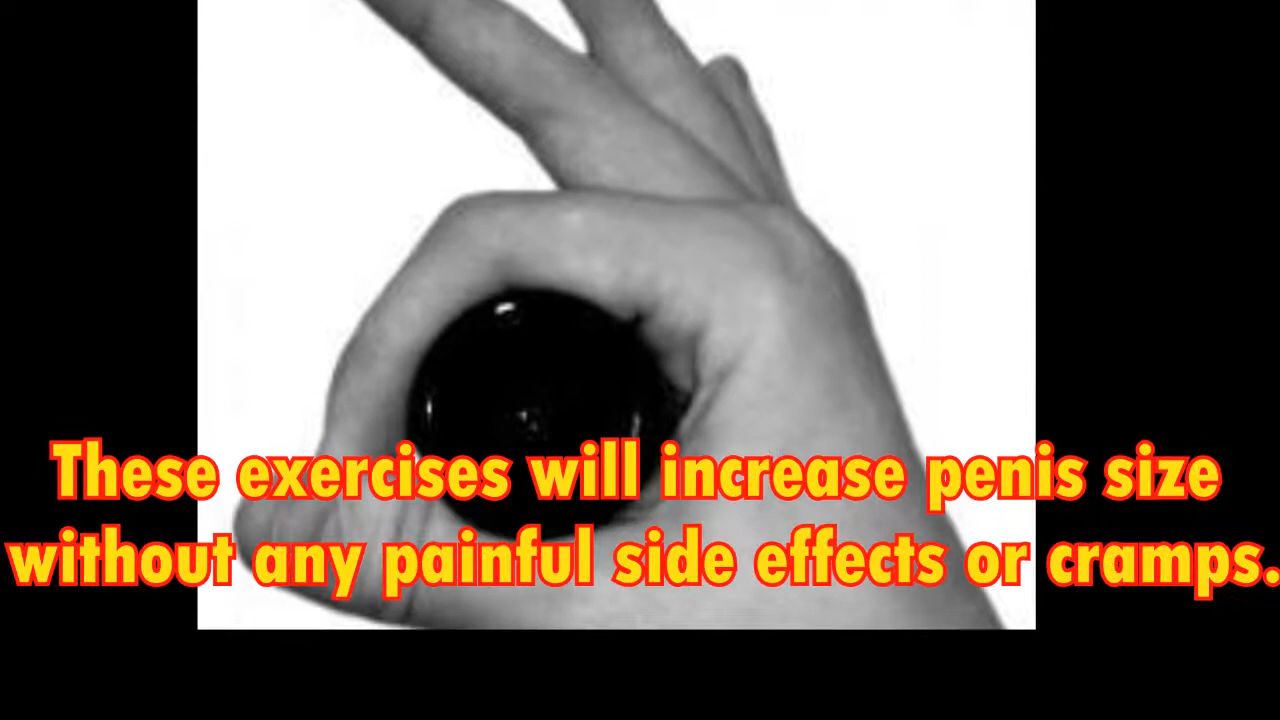 These exercises will increase penis size
without any painful side effects or cramps.